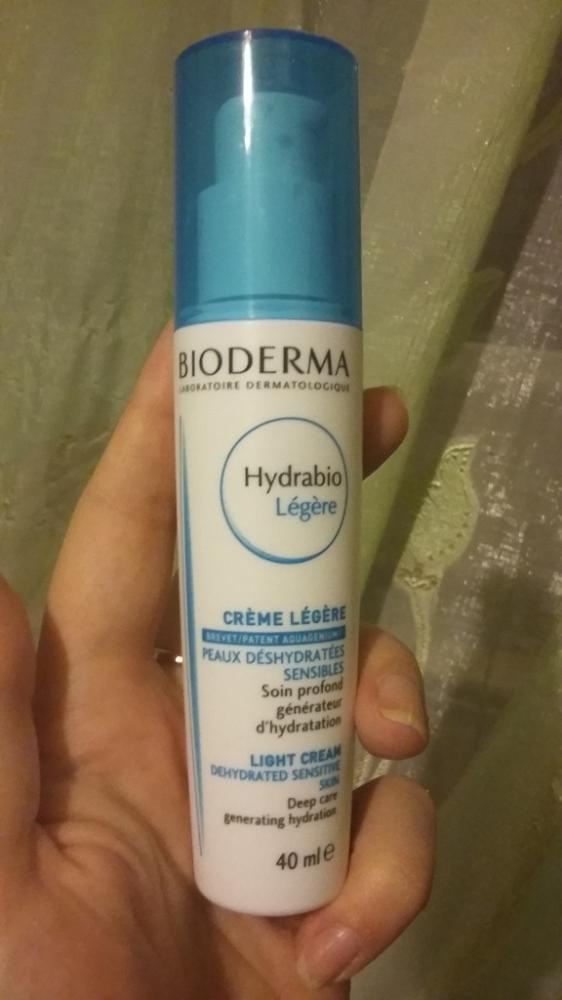 BIODERMA
LABORATOIRE DERMATOLOGIQUE
Hydrabio
Légère
CRÈME LÉGÈRE
BREVET/PATENT AQUAGENIUM
PEAUX DÉSHYDRATÉES
SENSIBLES
Soin profond
générateur
d'hydratation
LIGHT CREAM
DEHYDRATED SENSITIVE
SKIN
Deep care
generating hydration
40 ml e